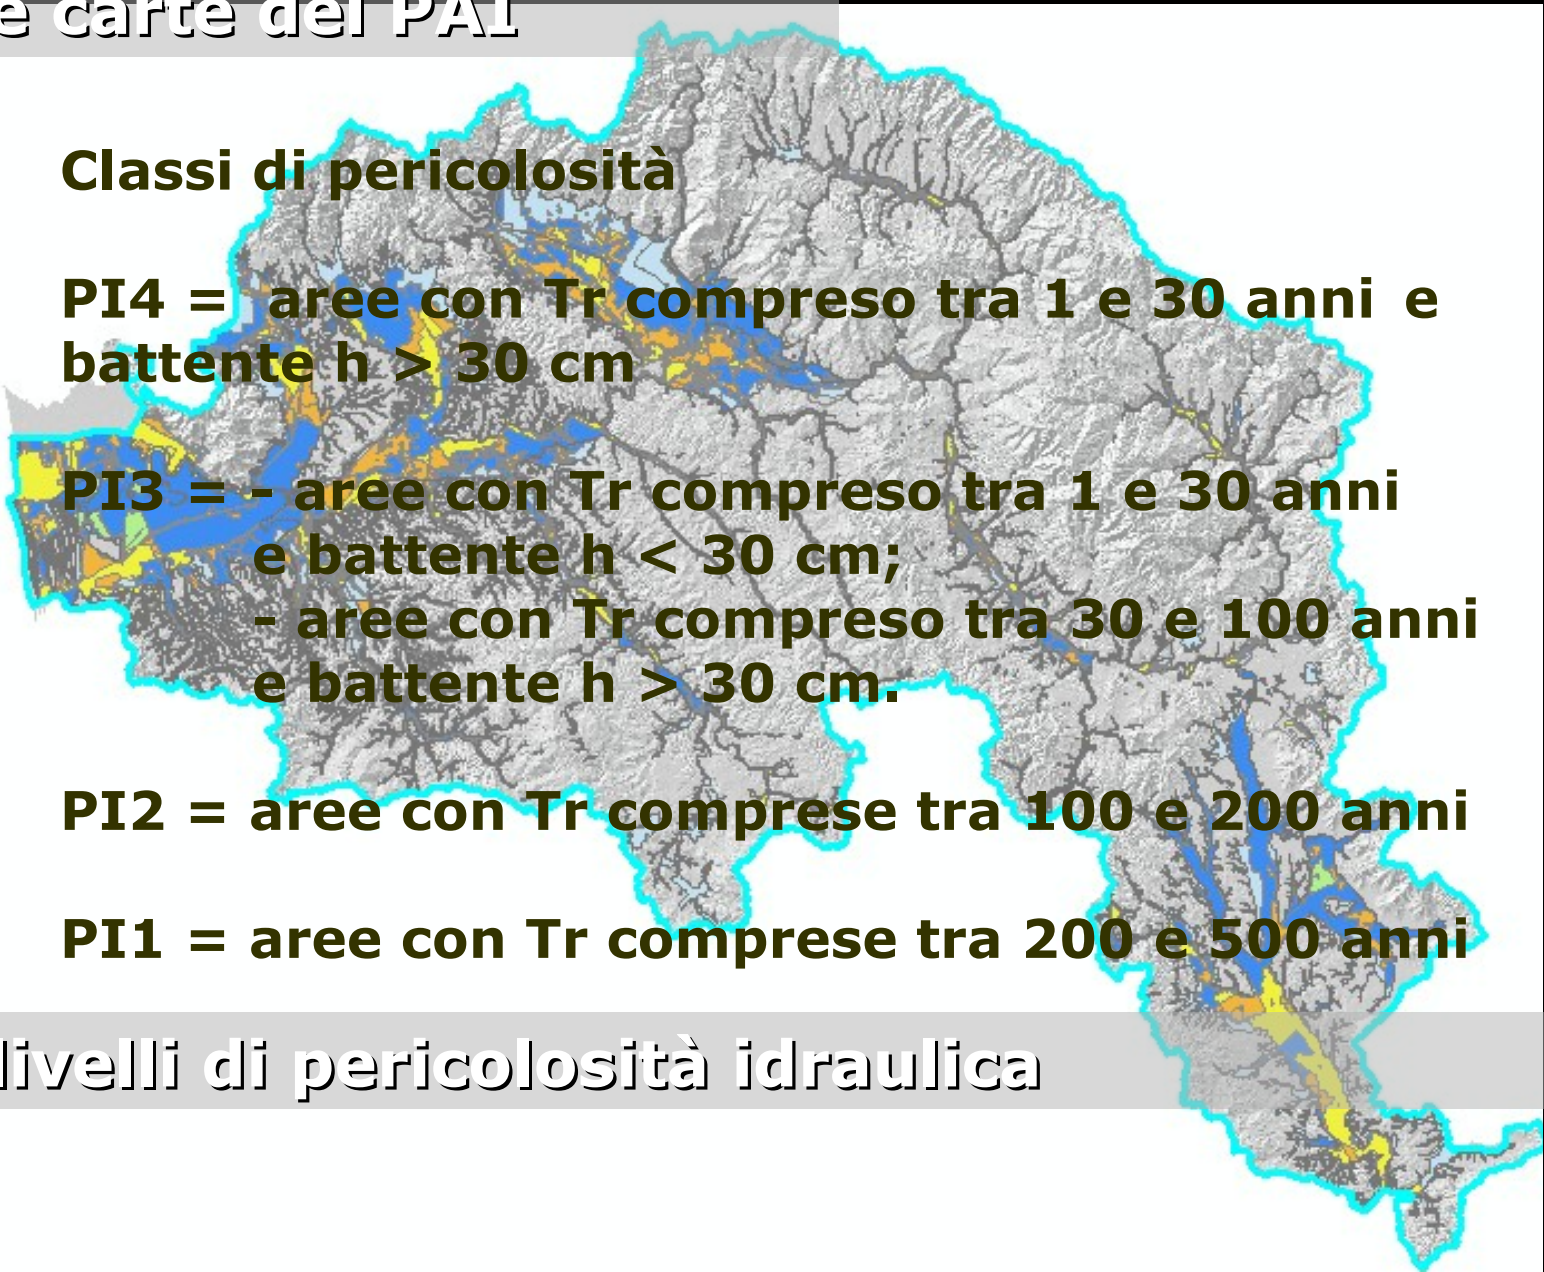 e carte del PAI
Classi di pericolosità
PI4 = aree con Tr compreso tra 1 e 30 anni e
battente h > 30 cm
PI3 = - aree con Tr compreso tra 1 e 30 anni
e battente h < 30 cm;
- aree con Tr compreso tra 30 e 100 anni
e battente h > 30 cm.
PI2 = aree con Tr comprese tra 100 e 200 anni
PI1 = aree con Tr comprese tra 200 e 500 anni
livelli di pericolosità idraulica